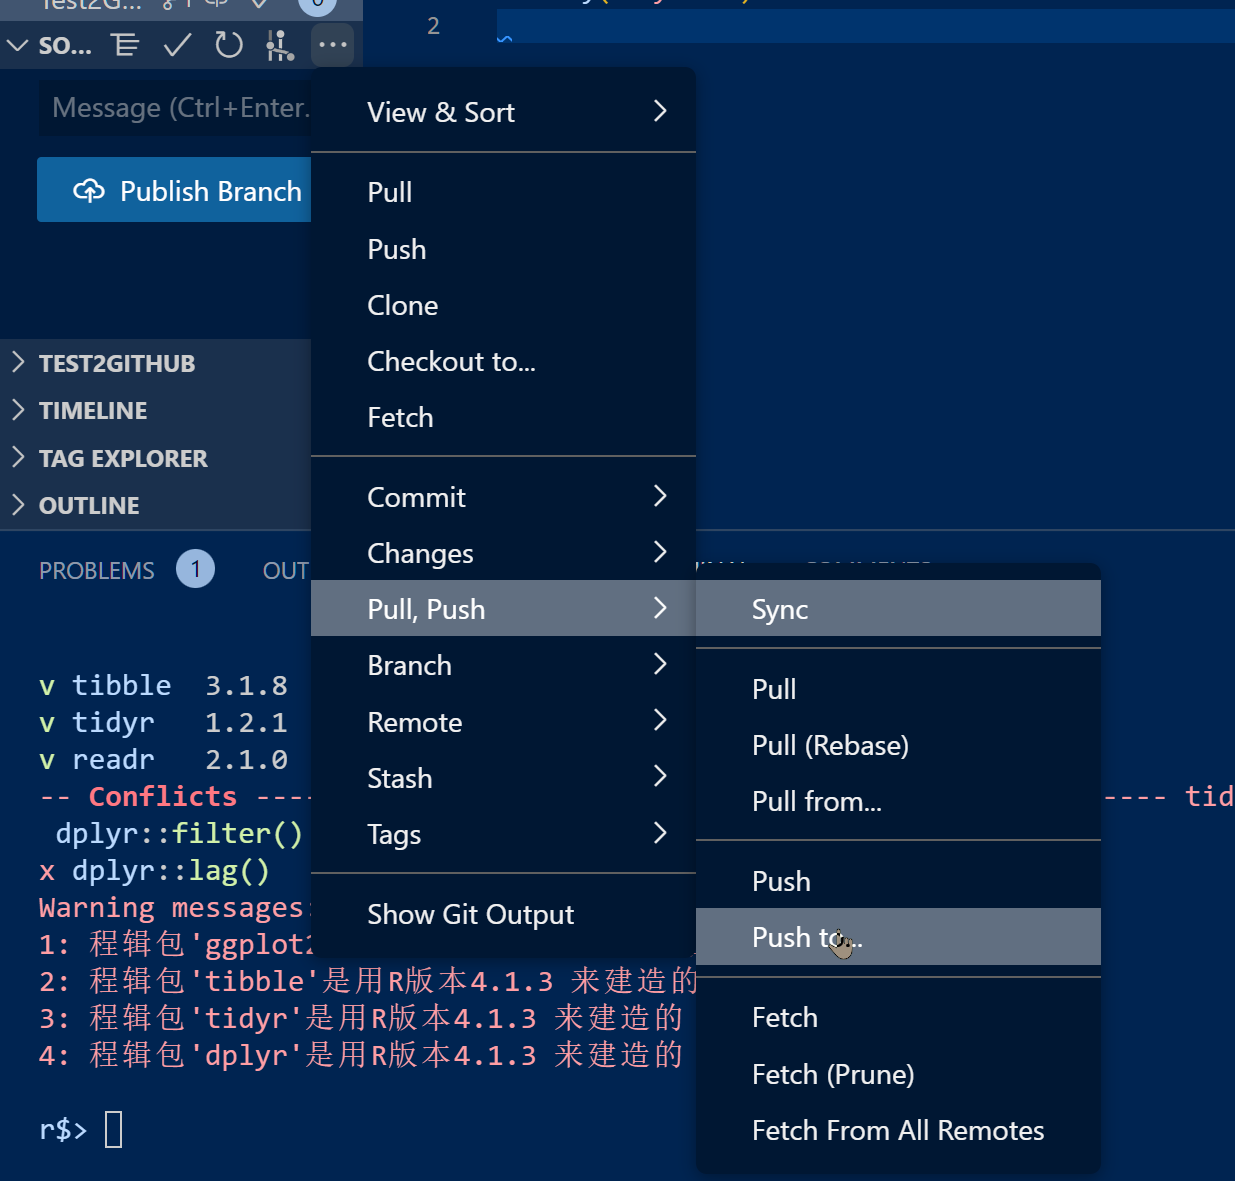 Test2G...
2
SO...
Message (Ctrl+Enter.
Publish Branch
View & Sort
Pull
Push
Clone
Checkout to...
Fetch
Commit
Changes
Pull, Push
Branch
Remote
Stash
Tags
Show Git Output
Sync
Pull
Pull (Rebase)
Pull from...
Push
Push to...
Fetch
Fetch (Prune)
Fetch From All Remotes
TEST2GITHUB
TIMELINE
TAG EXPLORER
OUTLINE
PROBLEMS 1 OUT
v tibble 3.1.8
v tidyr 1.2.1
v readr 2.1.0
-- Conflicts ---- ---- tid
dplyr::filter()
x dplyr::lag()
Warning messages:
1: 程辑包'ggplot2
2: 程辑包'tibble'是用R版本4.1.3 来建造的
3: 程辑包'tidyr'是用R版本4.1.3 来建造的
4: 程辑包'dplyr'是用R版本4.1.3 来建造的
r$>